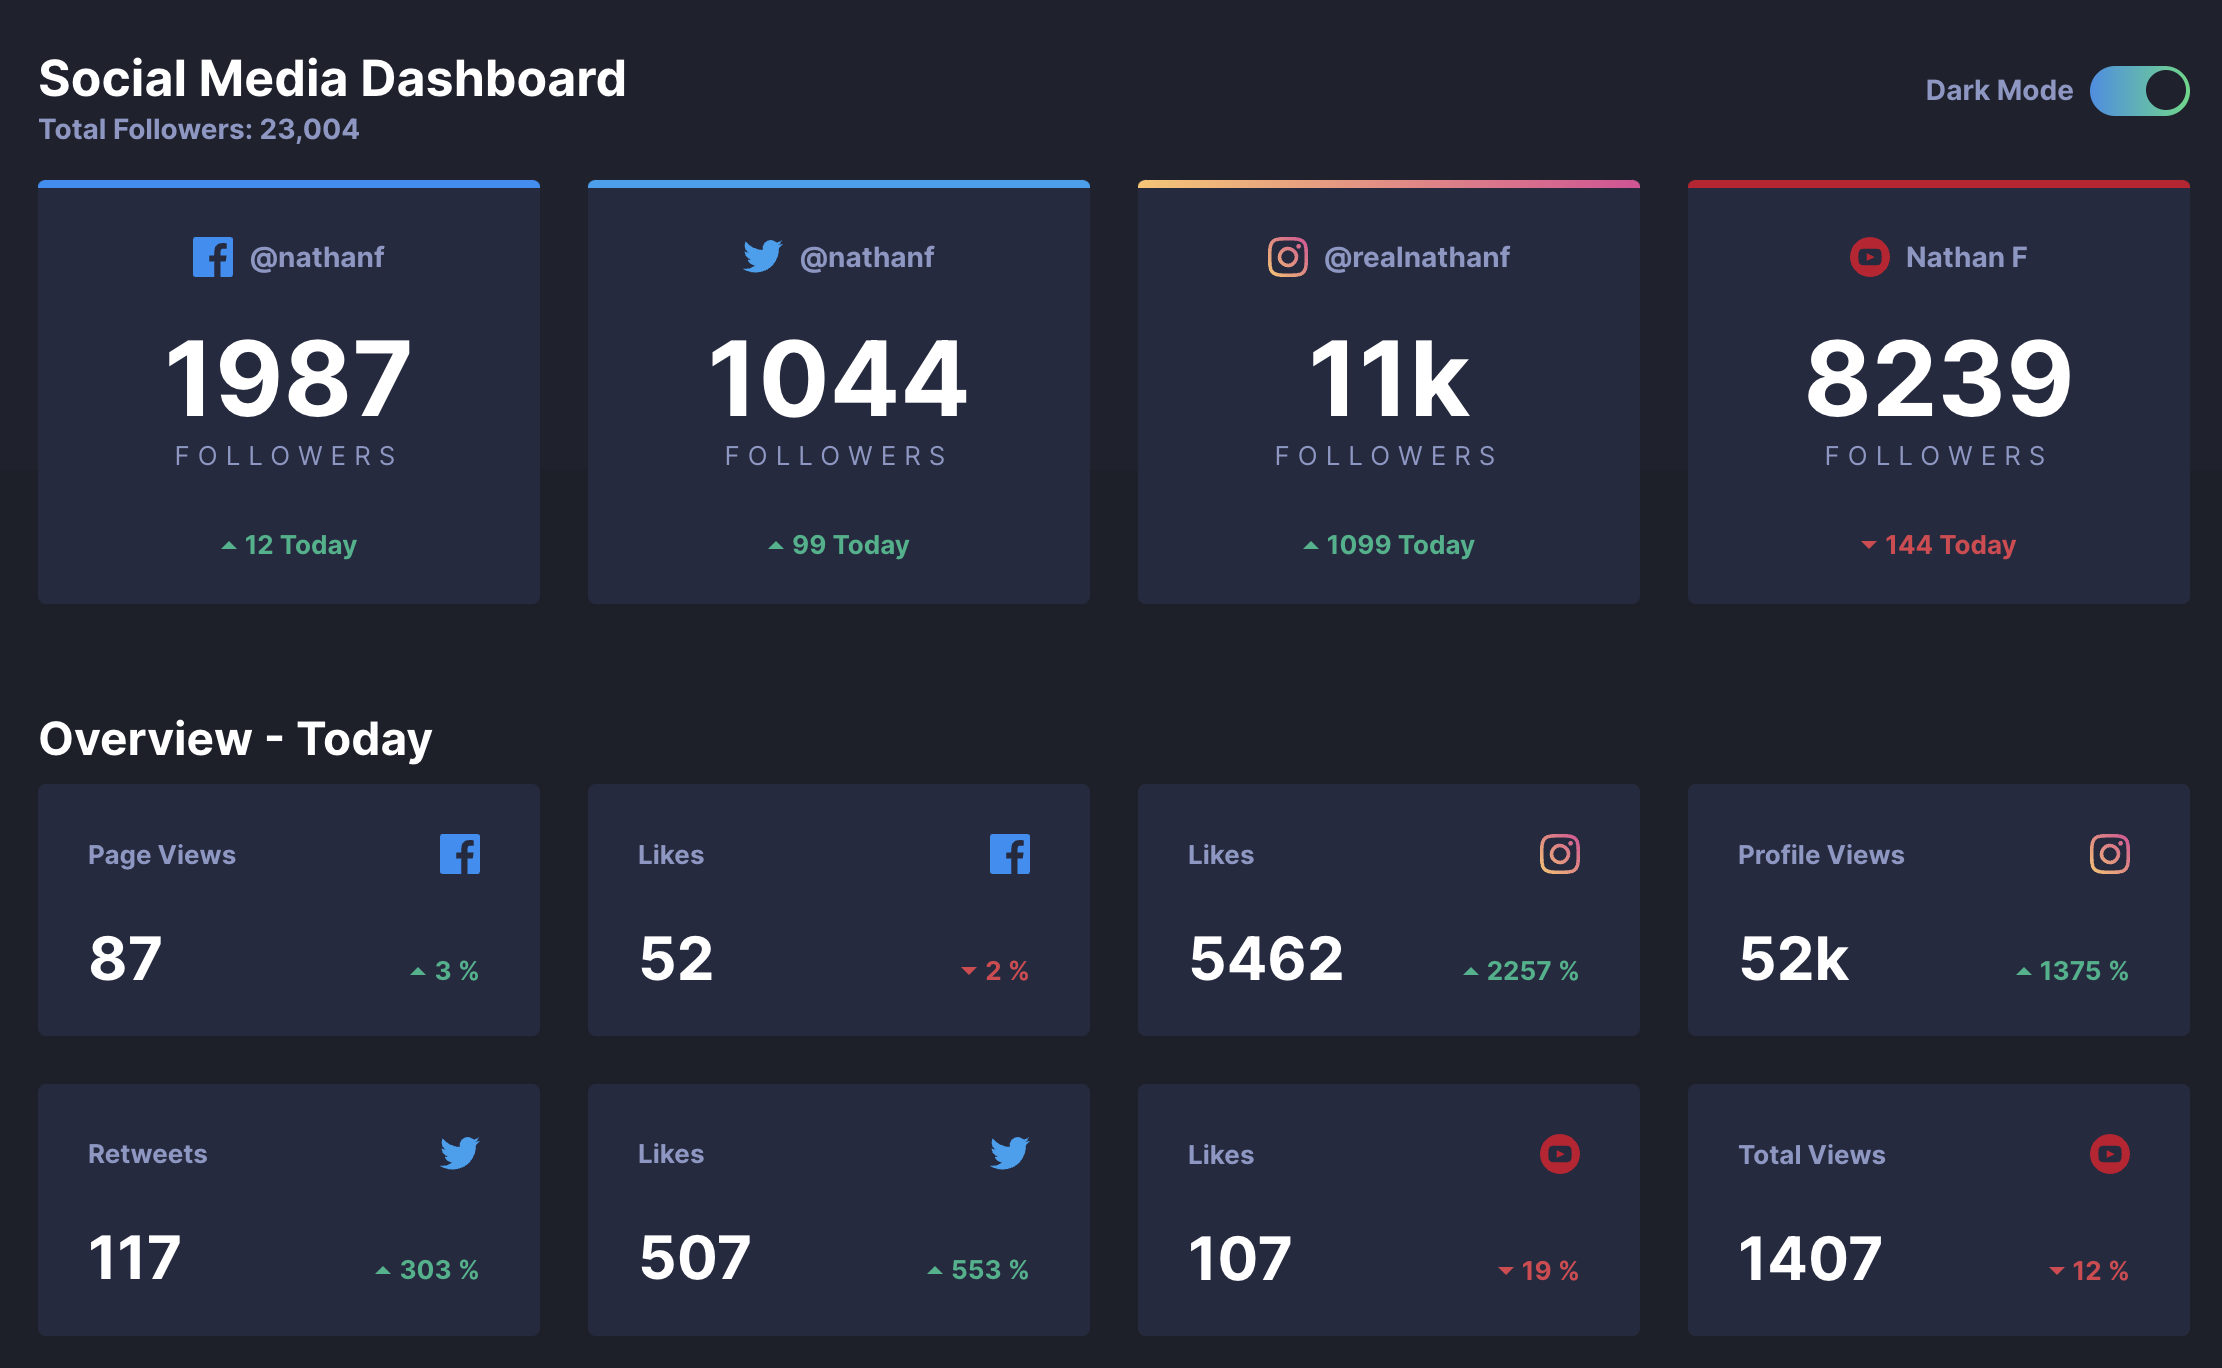 Social Media Dashboard
Total Followers: 23,004
Dark Mode
@nathanf
1987
FOLLOWERS
12 Today
@nathanf
1044
FOLLOWERS
99 Today
@realnathanf
11k
FOLLOWERS
1099 Today
Nathan F
8239
FOLLOWERS
144 Today
Overview - Today
Page Views
87
3 %
Likes
52
2 %
Likes
5462
2257 %
Profile Views
52k
1375 %
Retweets
117
303 %
Likes
507
553 %
Likes
107
19 %
Total Views
1407
12 %